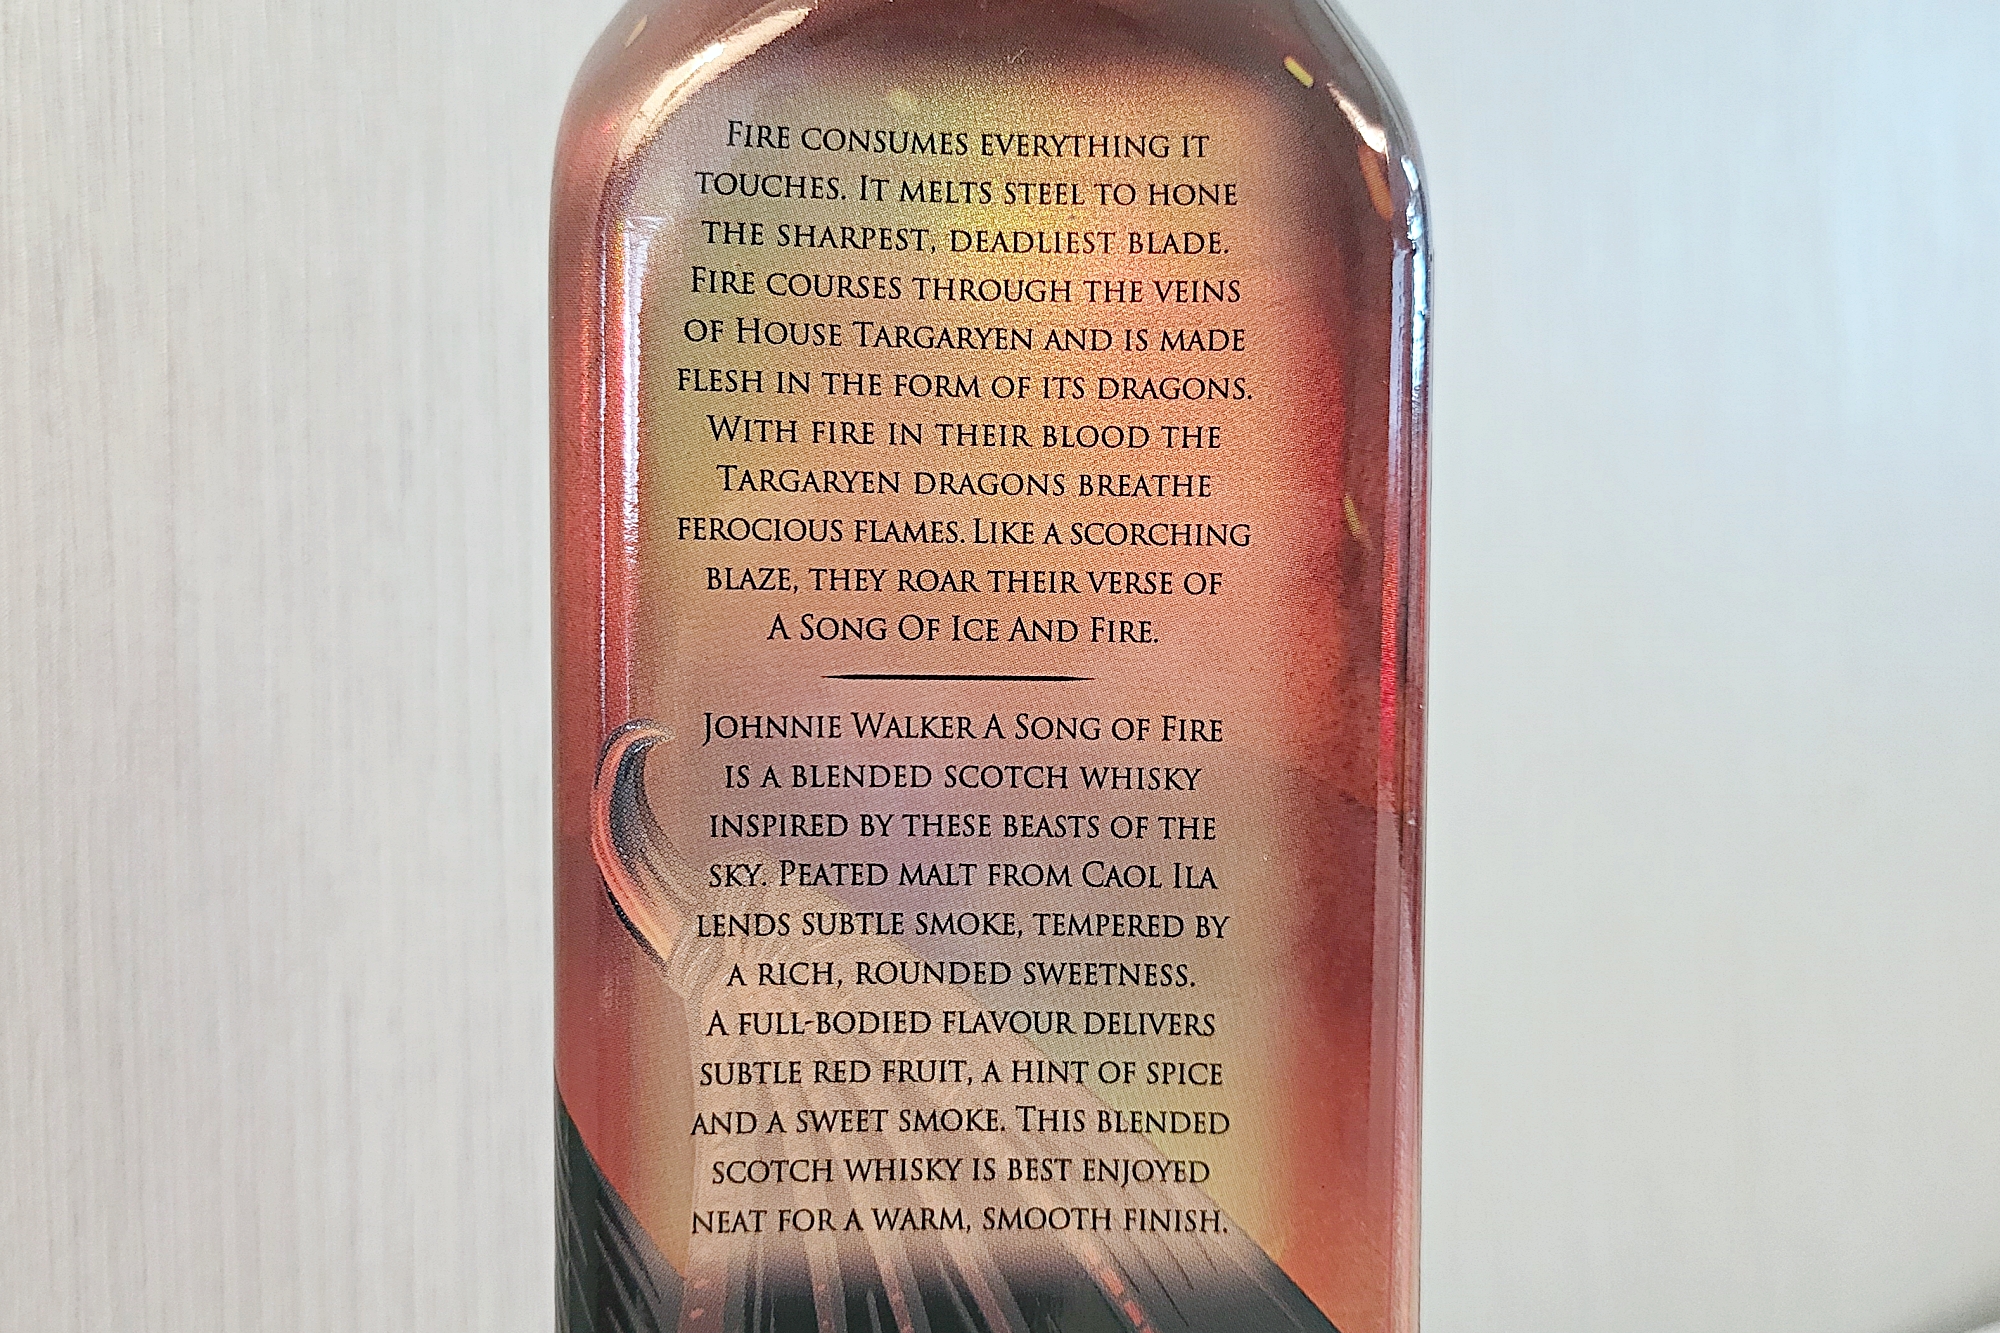 Fire consumes everything it
touches. It melts steel to hone
the sharpest, deadliest blade.
Fire courses through the veins
of House Targaryen and is made
flesh in the form of its dragons.
With fire in their blood the
Targaryen dragons breathe
ferocious flames. Like a scorching
blaze, they roar their verse of
A Song Of Ice And Fire.
Johnnie Walker A Song of Fire
is a blended scotch whisky
inspired by these beasts of the
sky. Peated malt from Caol Ila
lends subtle smoke, tempered by
a rich, rounded sweetness.
A full-bodied flavour delivers
subtle red fruit, a hint of spice
and a sweet smoke. This blended
scotch whisky is best enjoyed
neat for a warm, smooth finish.